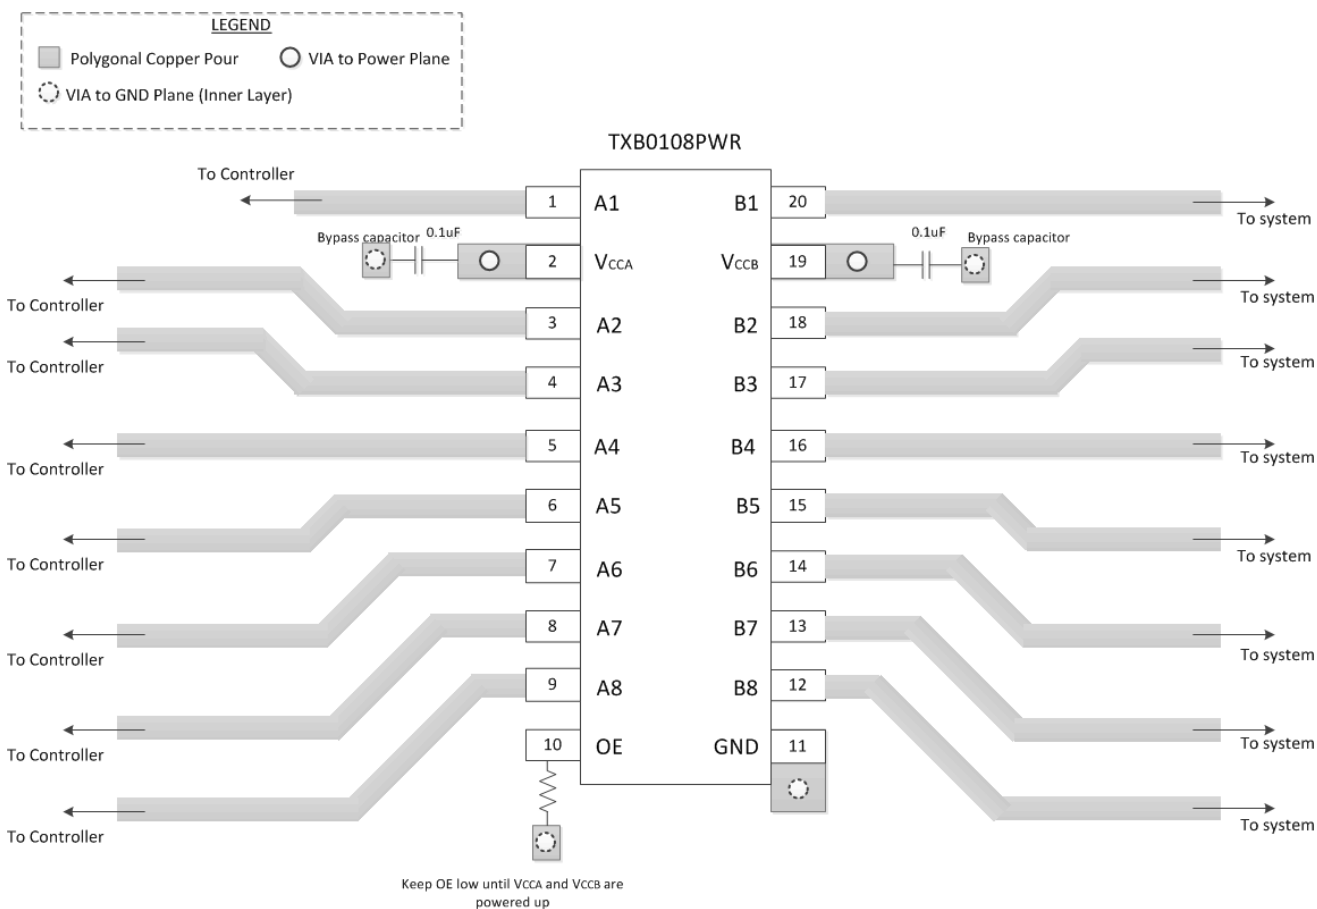 LEGEND
Polygonal Copper Pour
VIA to Power Plane
VIA to GND Plane (Inner Layer)
TXB0108PWR
To Controller
1
A1
B1
20
To system
Bypass capacitor
0.1uF
2
VCCA
VCCB
19
0.1uF
Bypass capacitor
To Controller
3
A2
B2
18
To system
To Controller
4
A3
B3
17
To system
To Controller
5
A4
B4
16
To system
To Controller
6
A5
B5
15
To system
To Controller
7
A6
B6
14
To system
To Controller
8
A7
B7
13
To system
To Controller
9
A8
B8
12
To system
10
OE
GND
11
Keep OE low until VCCA and VCCB are
powered up